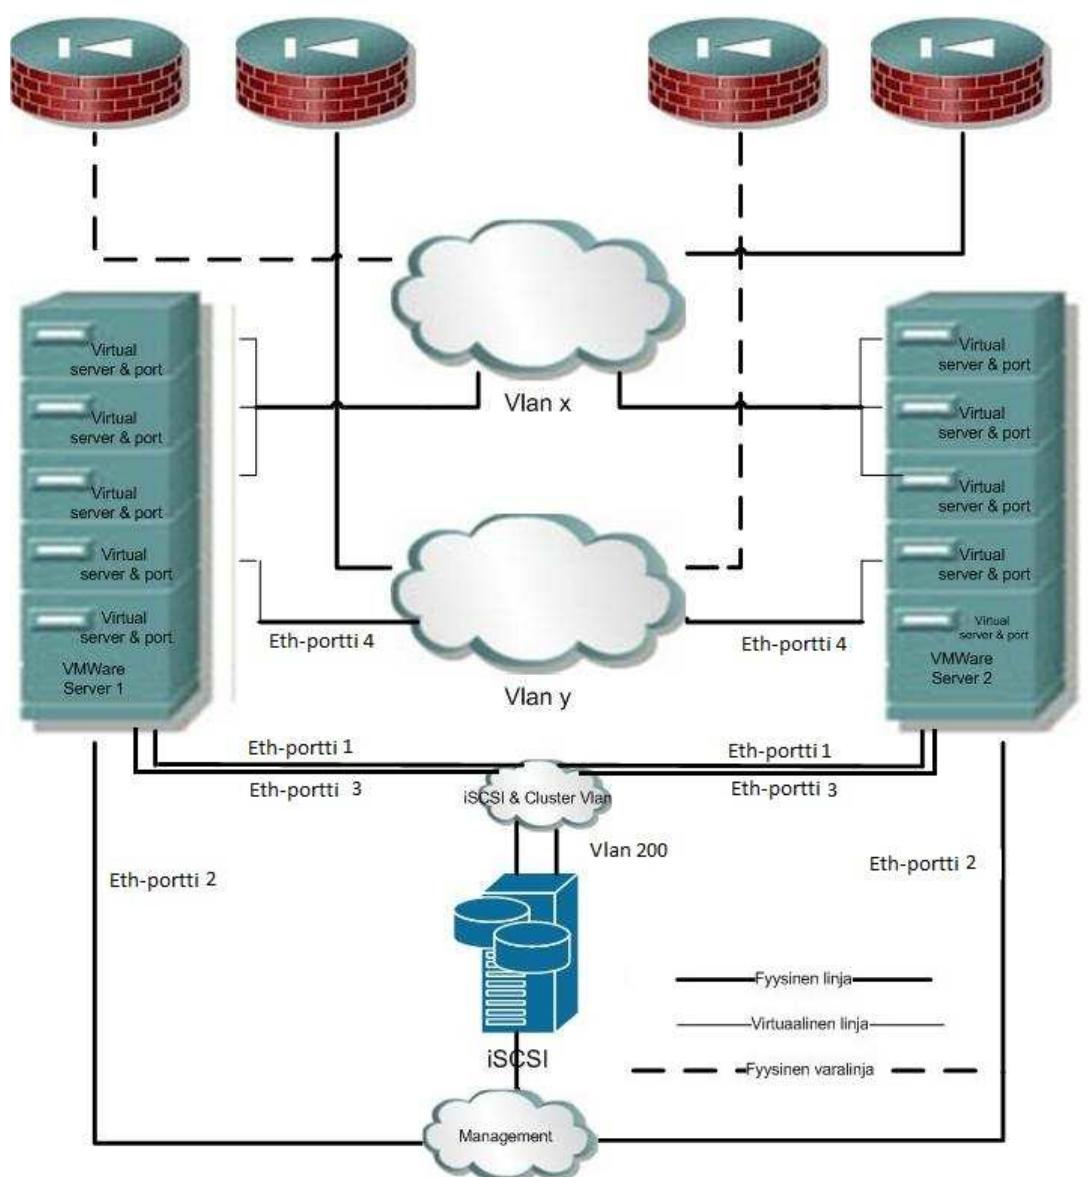 Virtual
server & port
Virtual
server & port
Virtual
server & port
Virtual
server & port
Virtual
server & port
VMWare
Server 1
Vlan x
Eth-portti 4
Vlan y
Eth-portti 4
Virtual
server & port
Virtual
server & port
Virtual
server & port
Virtual
server & port
Virtual
server & port
VMWare
Server 2
Eth-portti 1
Eth-portti 1
Eth-portti 3
Eth-portti 3
iSCSI & Cluster Vlan
Vlan 200
Eth-portti 2
Eth-portti 2
iSCSI
Fyysinen linja
Virtuaalinen linja
Fyysinen varalinja
Management